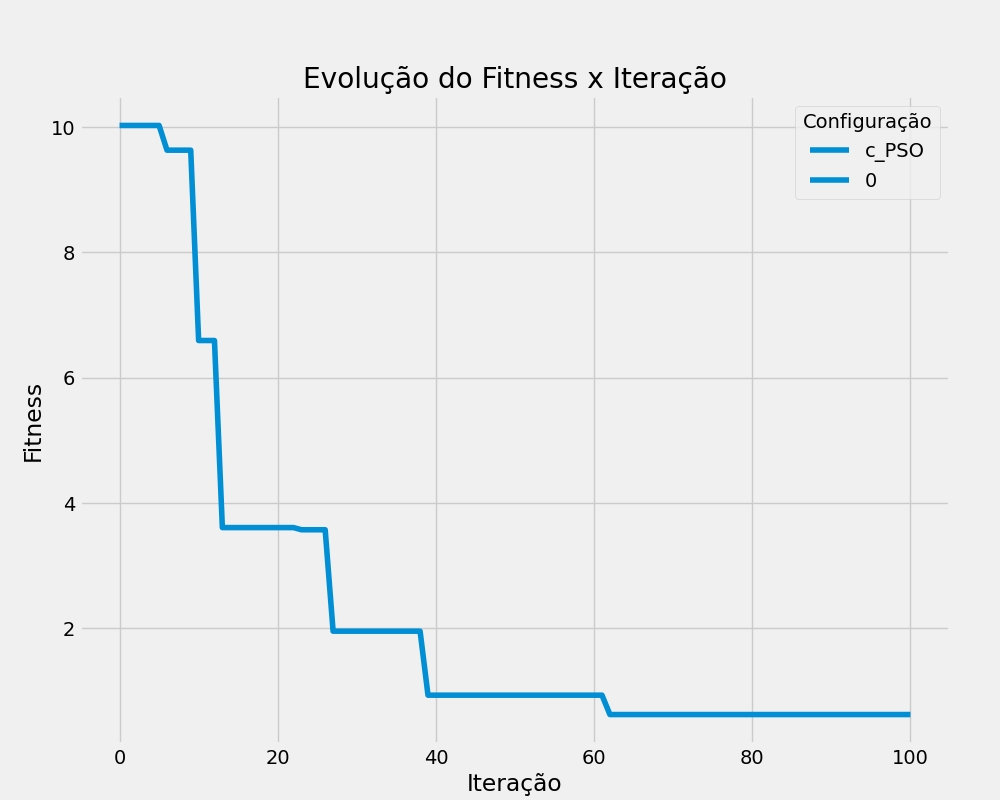 Evolução do Fitness x Iteração
Configuração
c_PSO
0
10
8
6
4
2
Fitness
0 20 40 60 80 100
Iteração